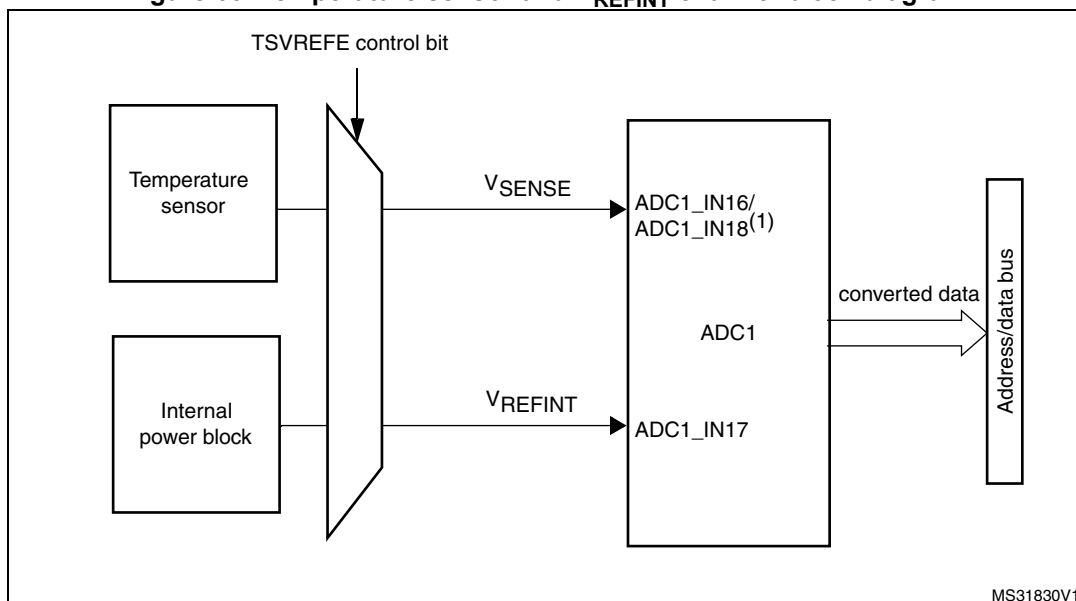 TSVREFE control bit
Temperature
sensor
VSENSE
ADC1_IN16/
ADC1_IN18(1)
converted data
Address/data bus
ADC1
Internal
power block
VREFINT
ADC1_IN17
MS31830V1